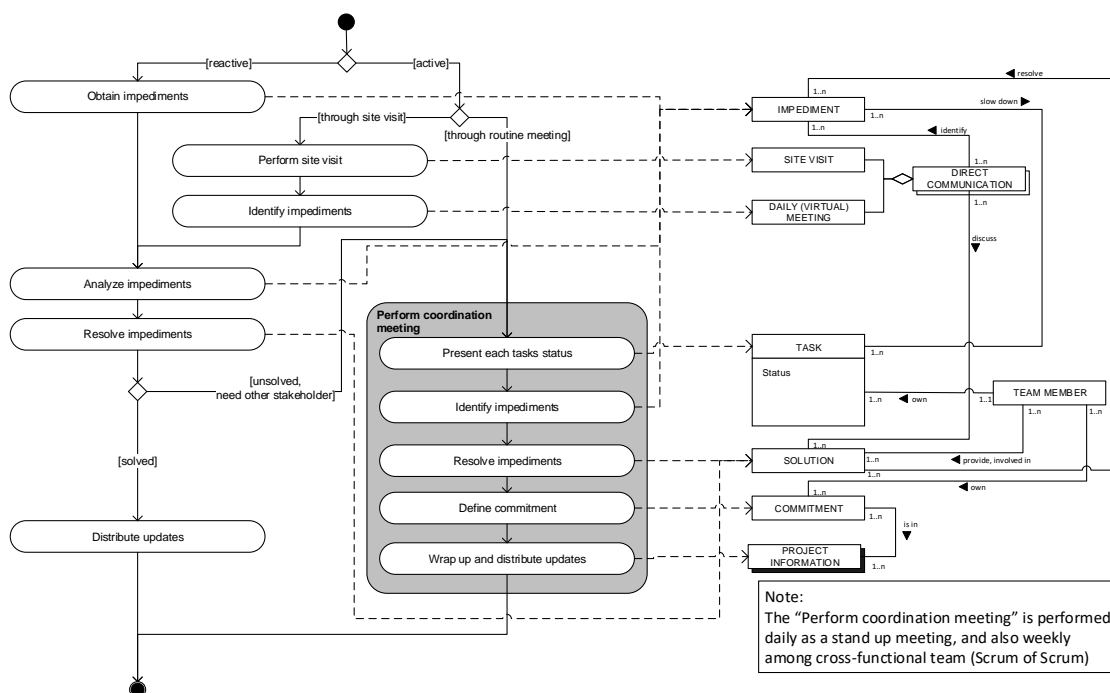 [reactive]
[active]
Obtain impediments
[through site visit]
[through routine meeting]
Perform site visit
Identify impediments
Analyze impediments
Resolve impediments
[unsolved,
need other stakeholder]
[solved]
Distribute updates
Perform coordination
meeting
Present each tasks status
Identify impediments
Resolve impediments
Define commitment
Wrap up and distribute updates
resolve
1..n
IMPEDIMENT
1..n
slow down
1..n
identify
1..n
SITE VISIT
DIRECT
COMMUNICATION
1..n
DAILY (VIRTUAL)
MEETING
discuss
TASK
1..n
Status
1..n
own
1..1
TEAM MEMBER
1..n
1..n
1..n
SOLUTION
1..n
provide, involved in
1..n
own
1..n
COMMITMENT
1..n
is in
PROJECT
INFORMATION
1..n
Note:
The “Perform coordination meeting” is performed
daily as a stand up meeting, and also weekly
among cross-functional team (Scrum of Scrum)